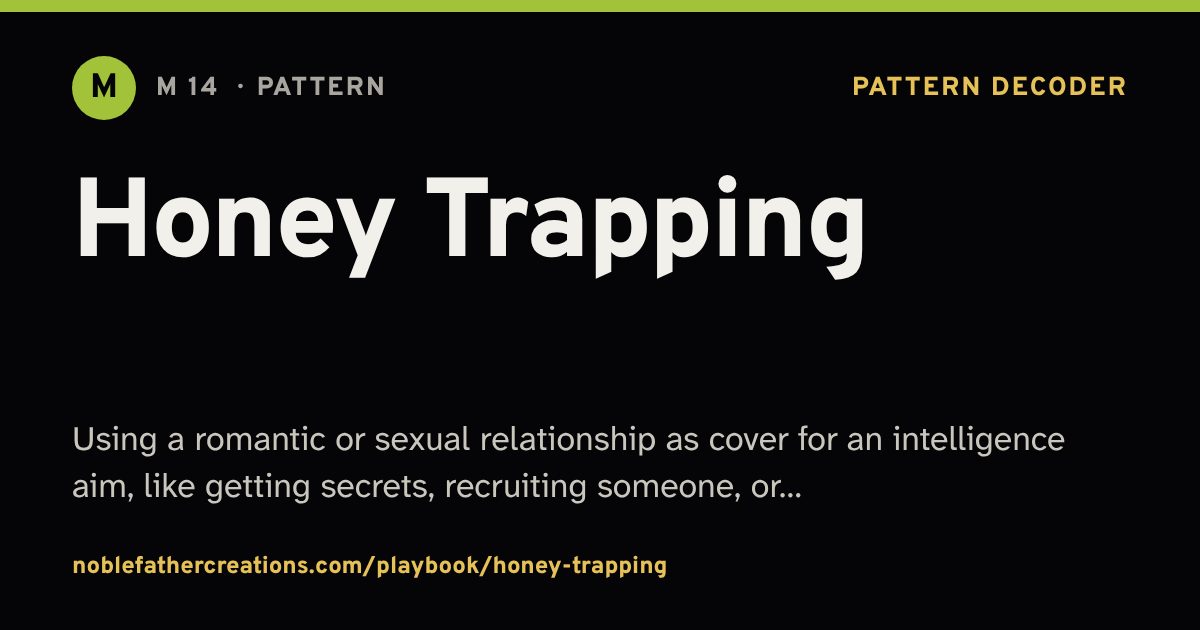 M
M 14 · PATTERN
PATTERN DECODER
Honey Trapping
Using a romantic or sexual relationship as cover for an intelligence
aim, like getting secrets, recruiting someone, or...
noblefathercreations.com/playbook/honey-trapping